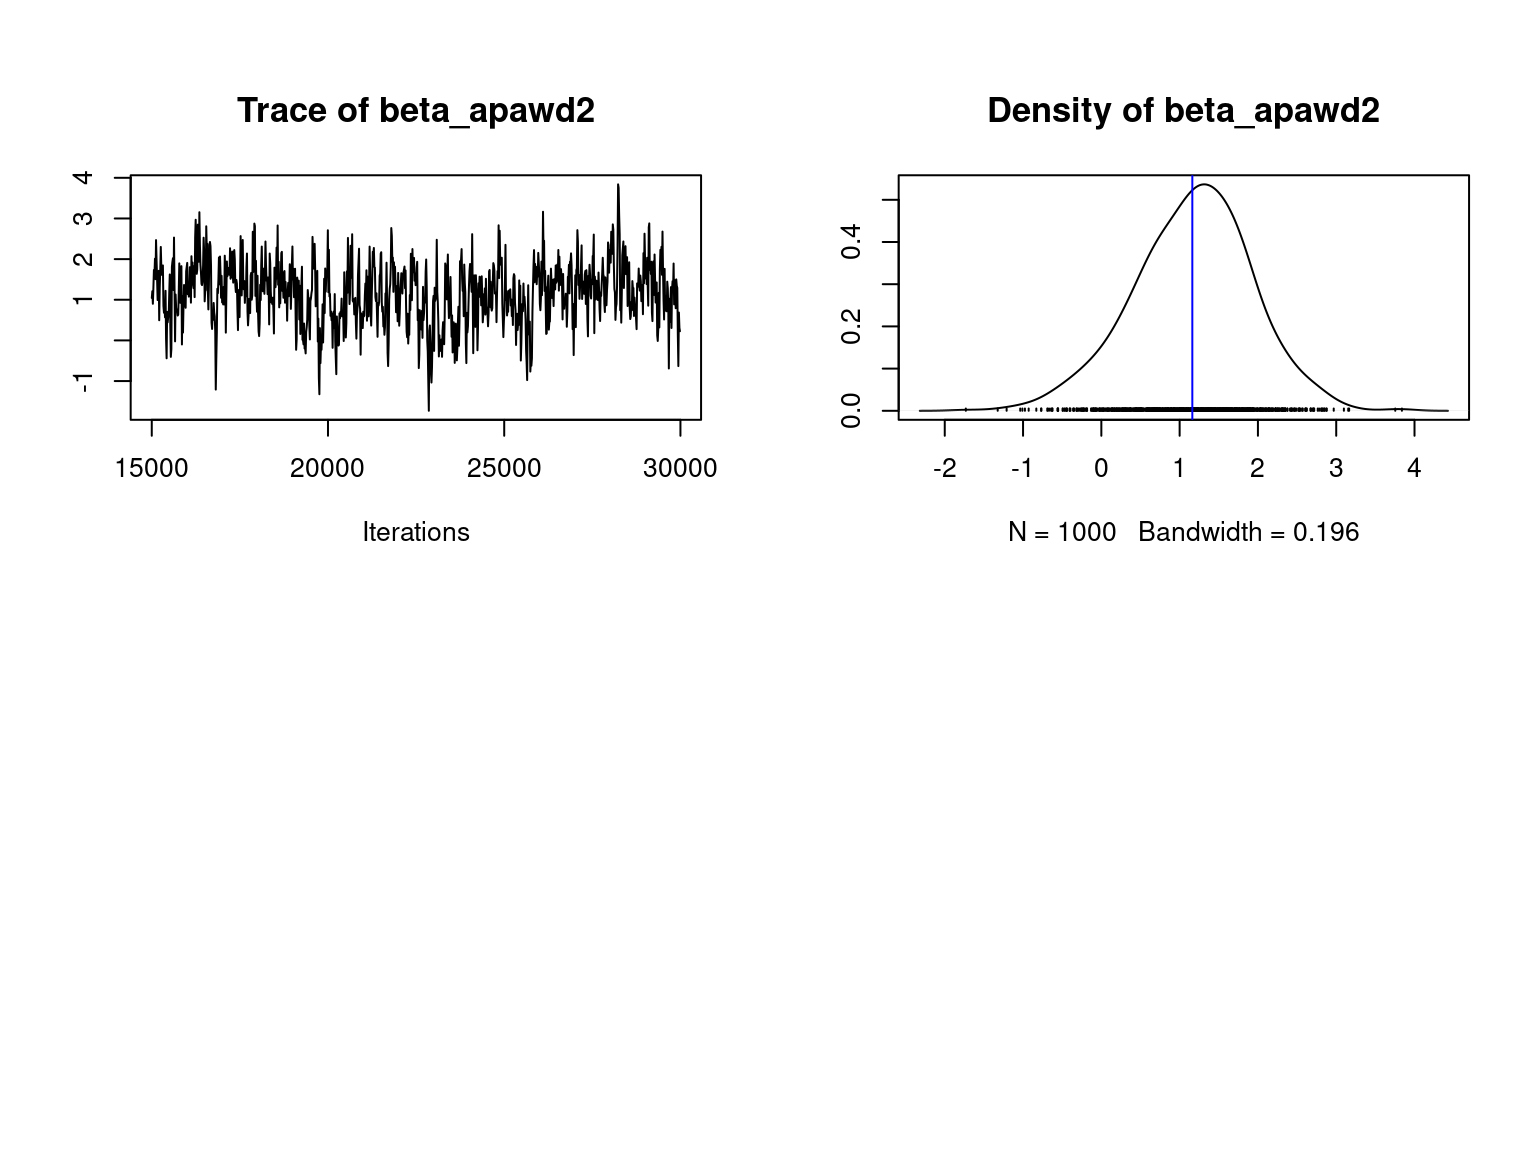 Trace of beta_apawd2
4
3
2
1
-1
15000 20000 25000 30000
Iterations
Density of beta_apawd2
0.4
0.2
0.0
-2 -1 0 1 2 3 4
N = 1000 Bandwidth = 0.196